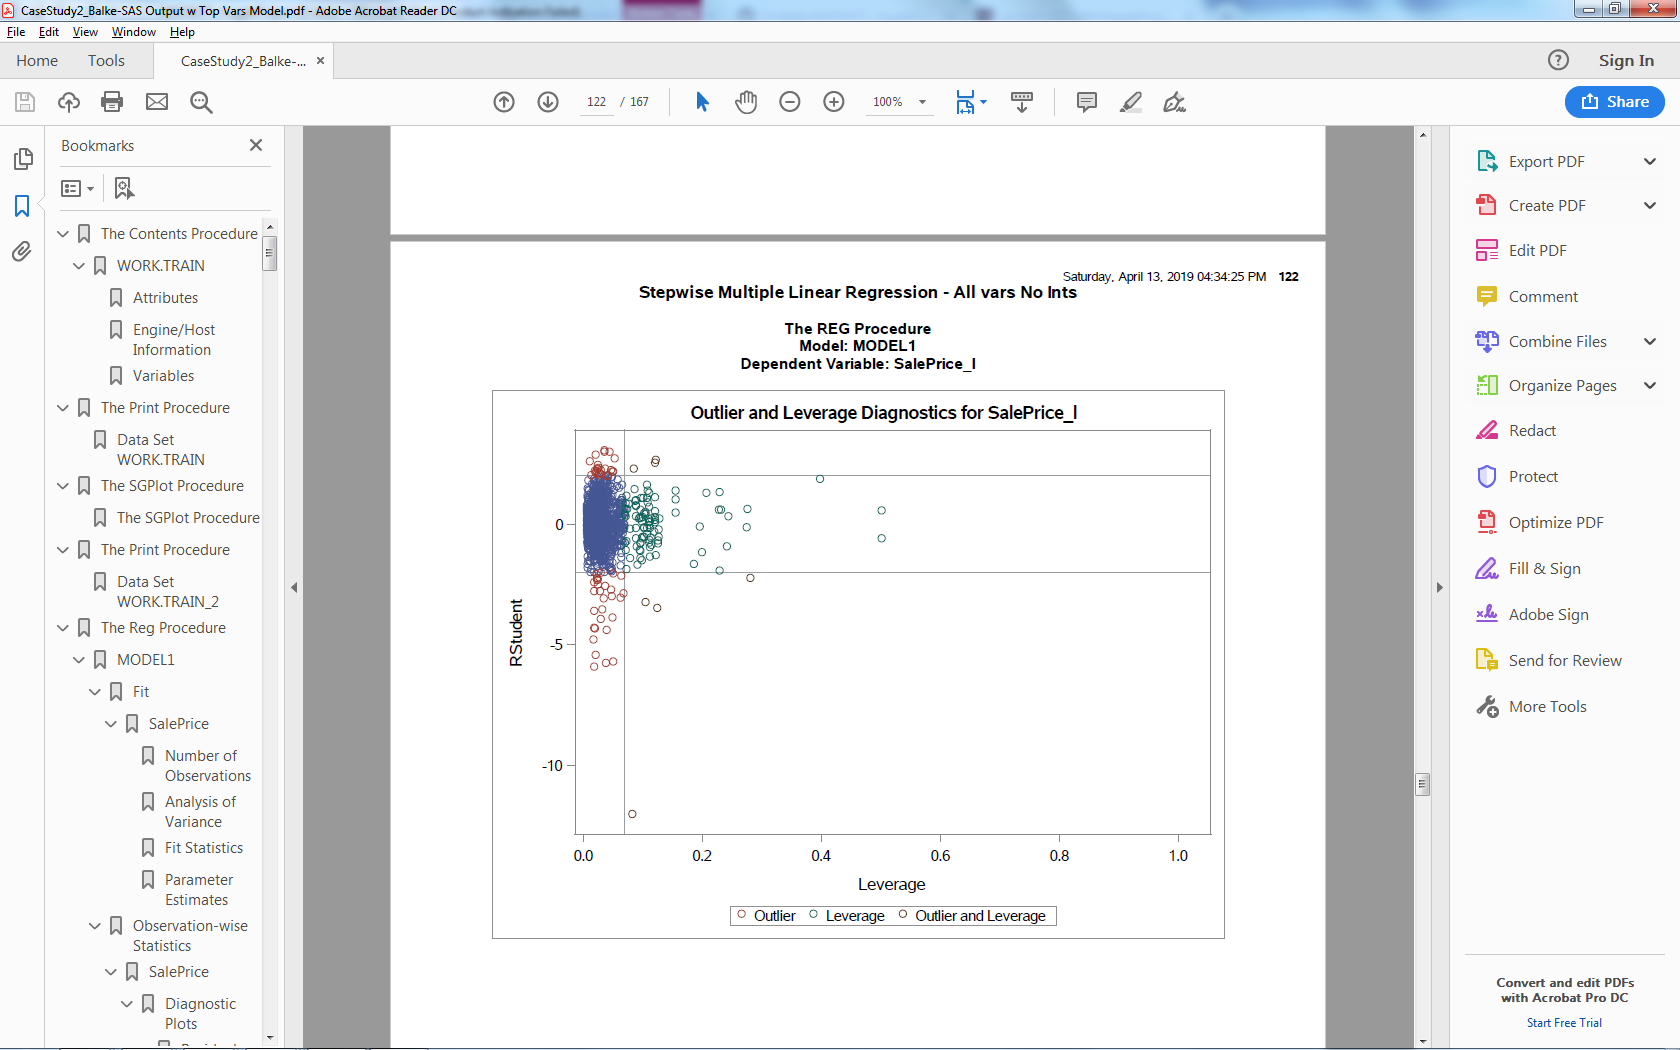 CaseStudy2_Balke-SAS Output w Top Vars Model.pdf - Adobe Acrobat Reader DC
File Edit View Window Help
Home Tools CaseStudy2_Balke-... × Sign In
122 / 167 100% Share
Bookmarks
The Contents Procedure
WORK.TRAIN
Attributes
Engine/Host
Information
Variables
The Print Procedure
Data Set
WORK.TRAIN
The SGPlot Procedure
The SGPlot Procedure
The Print Procedure
Data Set
WORK.TRAIN_2
The Reg Procedure
MODEL1
Fit
SalePrice
Number of
Observations
Analysis of
Variance
Fit Statistics
Parameter
Estimates
Observation-wise
Statistics
SalePrice
Diagnostic
Plots
Saturday, April 13, 2019 04:34:25 PM 122
Stepwise Multiple Linear Regression - All vars No Ints
The REG Procedure
Model: MODEL1
Dependent Variable: SalePrice_l
Outlier and Leverage Diagnostics for SalePrice_l
RStudent
0
-5
-10
0.0 0.2 0.4 0.6 0.8 1.0
Leverage
Outlier Leverage Outlier and Leverage
Export PDF
Create PDF
Edit PDF
Comment
Combine Files
Organize Pages
Redact
Protect
Optimize PDF
Fill & Sign
Adobe Sign
Send for Review
More Tools
Convert and edit PDFs
with Acrobat Pro DC
Start Free Trial